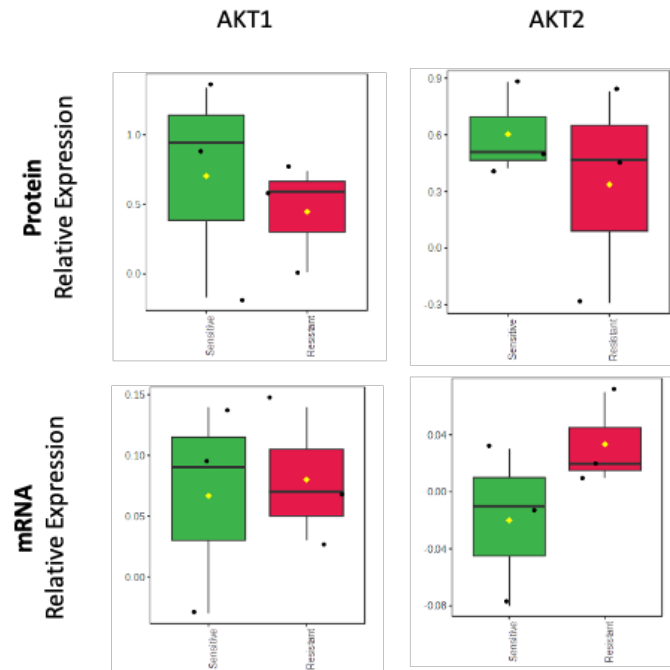 AKT1
AKT2
Protein
Relative Expression
1.0
0.5
0.0
Sensitive
Resistant
0.9
0.6
0.3
0.0
-0.3
Sensitive
Resistant
mRNA
Relative Expression
0.15
0.10
0.05
0.00
Sensitive
Resistant
0.04
0.00
-0.04
-0.08
Sensitive
Resistant